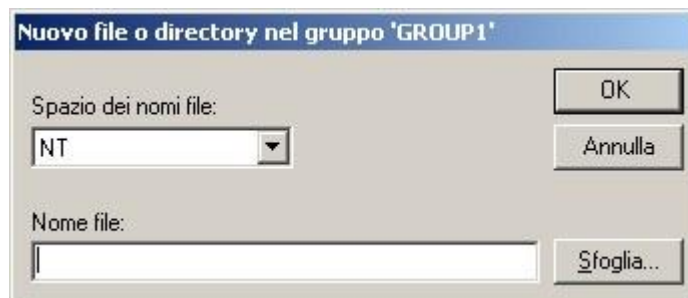 Nuovo file o directory nel gruppo 'GROUP1'
OK
Spazio dei nomi file:
NT
Annulla
Nome file:
Sfoglia...